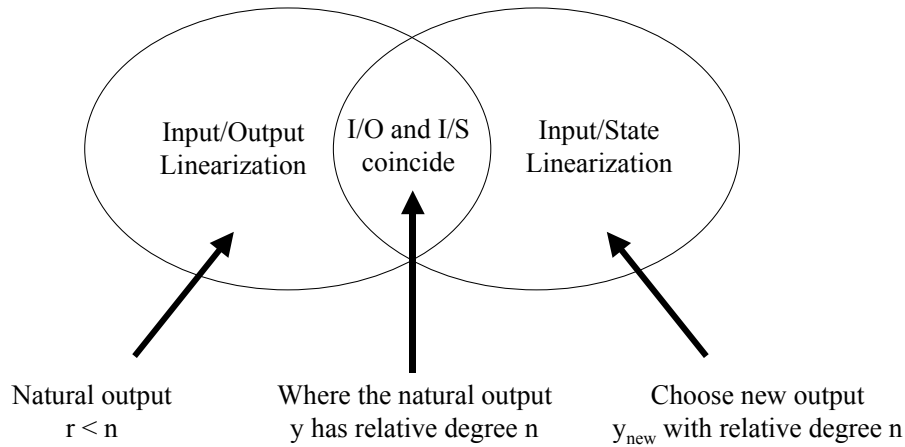 Input/Output
Linearization
I/O and I/S
coincide
Input/State
Linearization
Natural output
r < n
Where the natural output
y has relative degree n
Choose new output
y_new with relative degree n